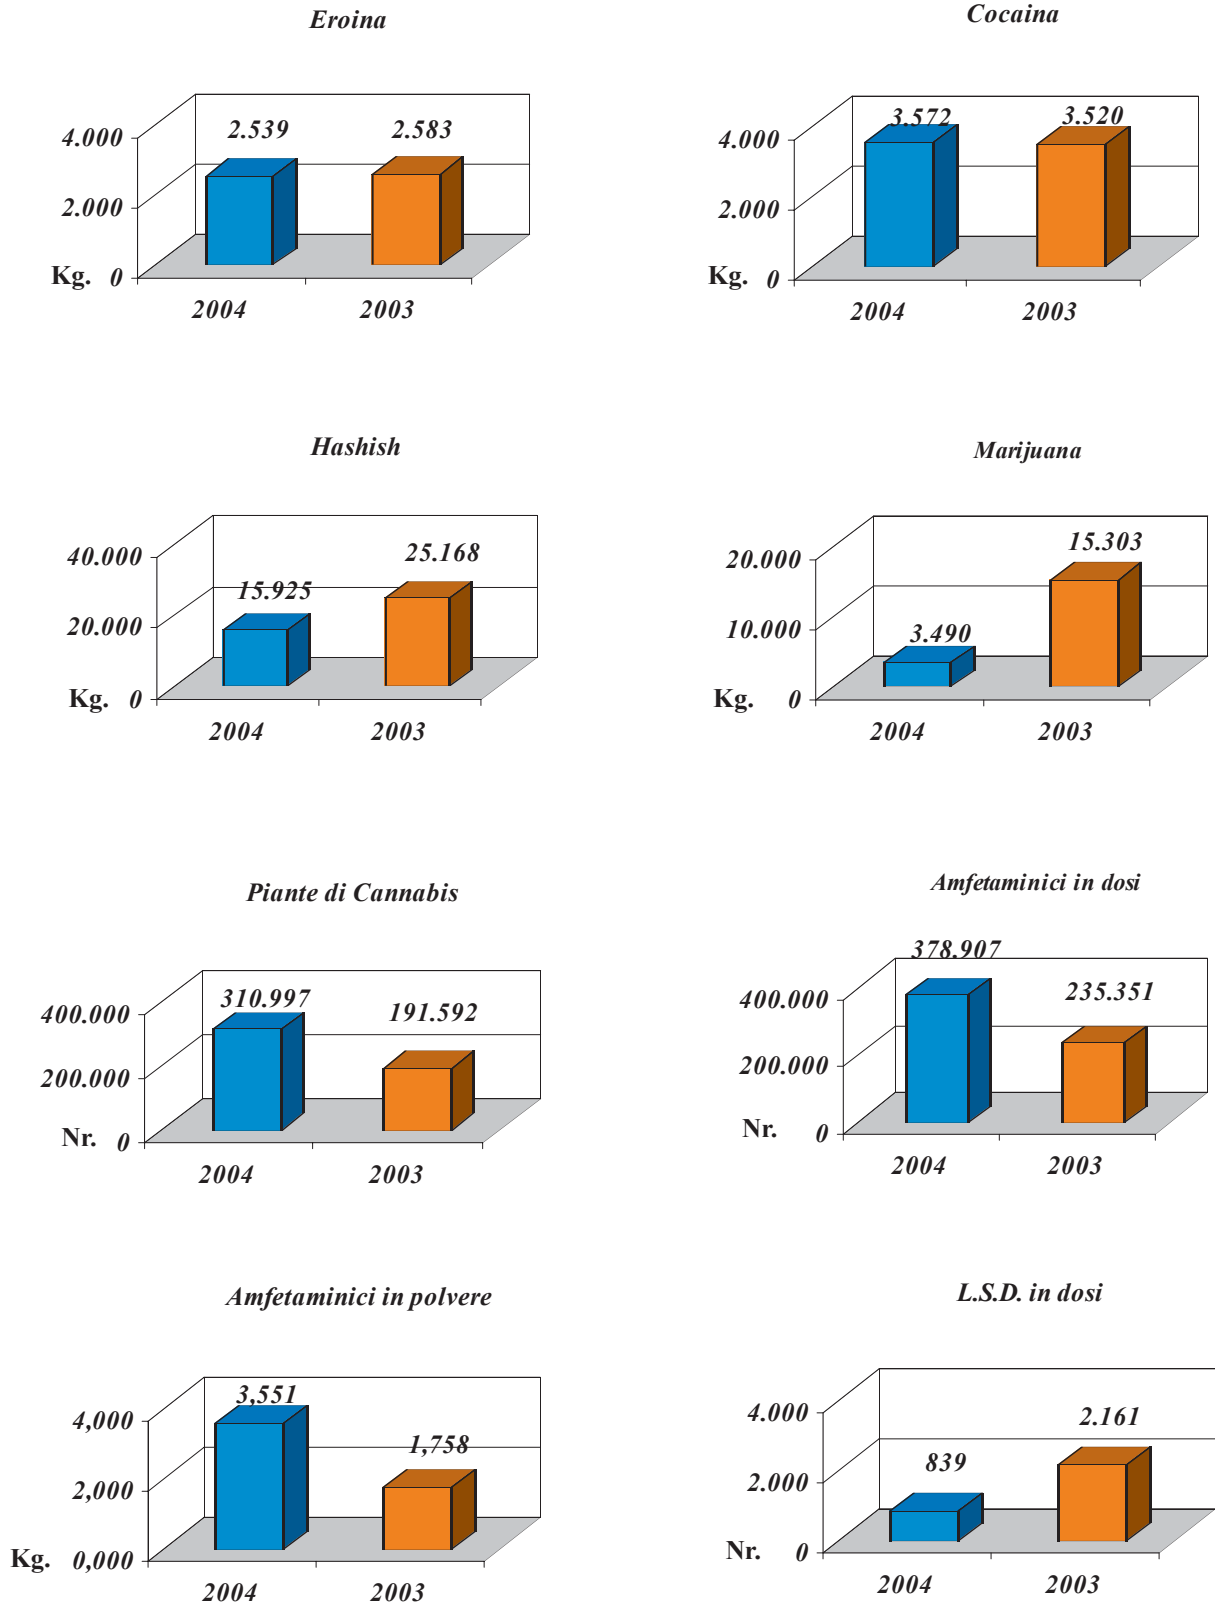 Eroina
2.539 2.583
4.000
2.000
Kg. 0
2004 2003
Cocaina
3.572 3.520
4.000
2.000
Kg. 0
2004 2003
Hashish
25.168
15.925
40.000
20.000
Kg. 0
2004 2003
Marijuana
15.303
3.490
20.000
10.000
Kg. 0
2004 2003
Piante di Cannabis
310.997 191.592
400.000
200.000
Nr. 0
2004 2003
Amfetaminici in dosi
378.907
235.351
400.000
200.000
Nr. 0
2004 2003
Amfetaminici in polvere
3,551
1,758
4,000
2,000
Kg. 0,000
2004 2003
L.S.D. in dosi
2.161
839
4.000
2.000
Nr. 0
2004 2003